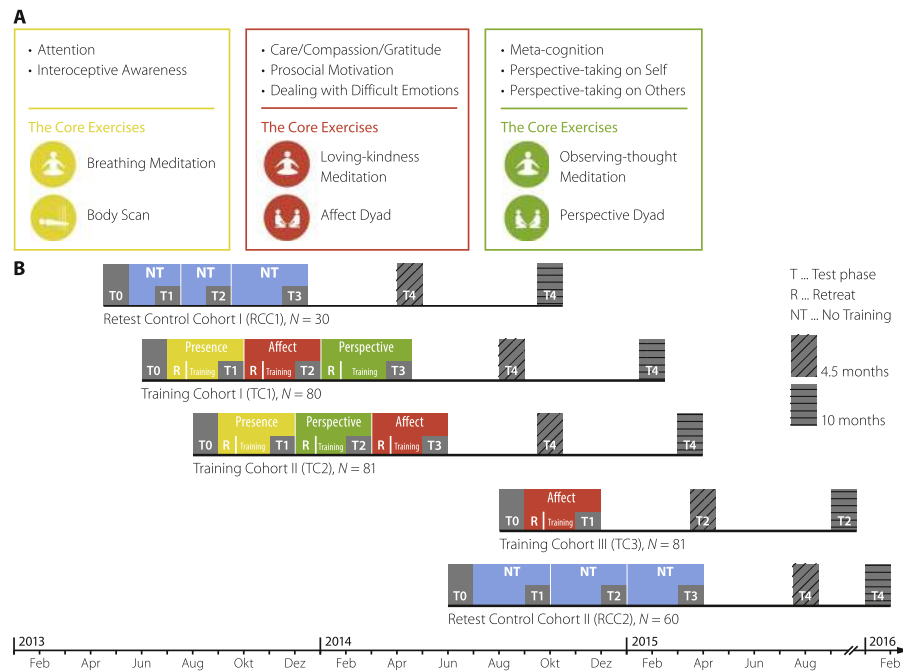 A
• Attention
• Interoceptive Awareness
The Core Exercises
Breathing Meditation
Body Scan
• Care/Compassion/Gratitude
• Prosocial Motivation
• Dealing with Difficult Emotions
The Core Exercises
Loving-kindness
Meditation
Affect Dyad
• Meta-cognition
• Perspective-taking on Self
• Perspective-taking on Others
The Core Exercises
Observing-thought
Meditation
Perspective Dyad
B
NT NT NT
T0 T1 T2 T3 T4 T4
Retest Control Cohort I (RCC1), N = 30
T ... Test phase
R ... Retreat
NT ... No Training
4.5 months
10 months
Presence Affect Perspective
T0 R Training T1 R Training T2 R Training T3 T4 T4
Training Cohort I (TC1), N = 80
Presence Perspective Affect
T0 R Training T1 R Training T2 R Training T3 T4 T4
Training Cohort II (TC2), N = 81
Affect
T0 R Training T1 T2 T2
Training Cohort III (TC3), N = 81
NT NT NT
T0 T1 T2 T3 T4 T4
Retest Control Cohort II (RCC2), N = 60
2013 2014 2015 2016
Feb Apr Jun Aug Okt Dez Feb Apr Jun Aug Okt Dez Feb Apr Jun Aug Feb